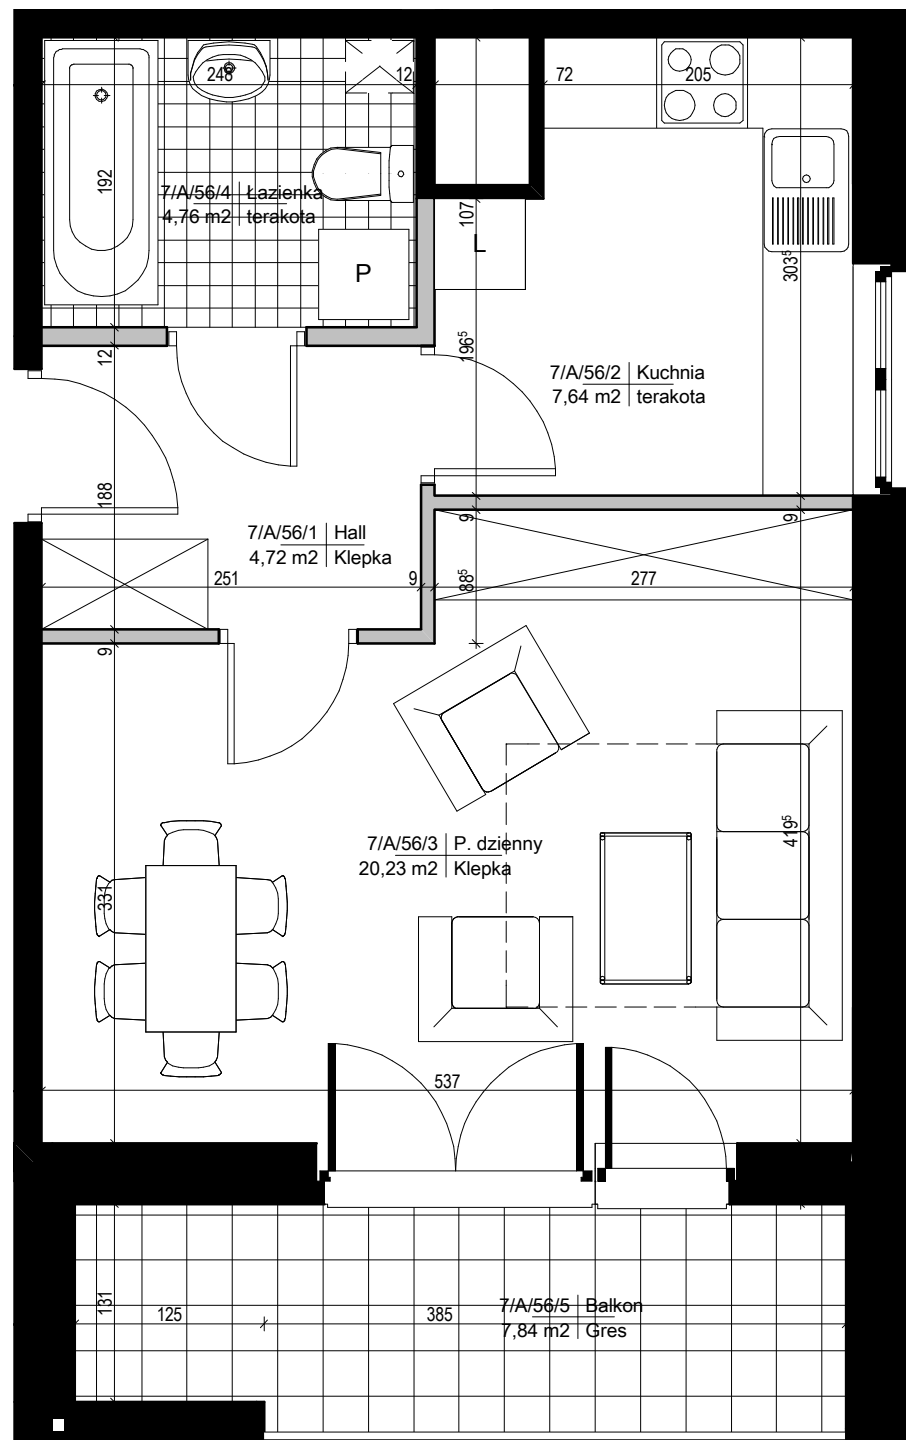 248
12
72
205
192
7/A/56/4 Łazienka
4,76 m2 terakota
107
L
P
303⁵
12
196⁵
7/A/56/2 Kuchnia
7,64 m2 terakota
188
7/A/56/1 Hall
4,72 m2 Klepka
9
9
251
9
88⁵
277
9
7/A/56/3 P. dzienny
20,23 m2 Klepka
419⁵
331
537
131
125
385
7/A/56/5 Balkon
7,84 m2 Gres